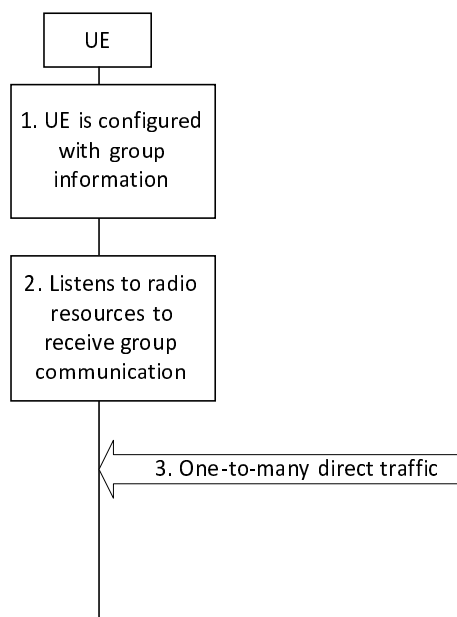 UE
1. UE is configured
with group
information
2. Listens to radio
resources to
receive group
communication
3. One-to-many direct traffic